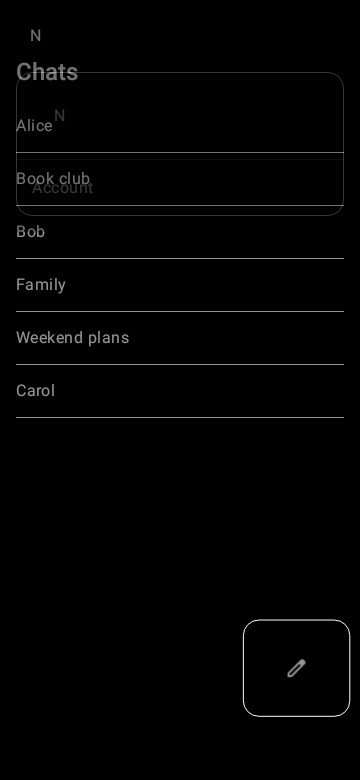 N
Chats
N
Alice
Book club
Account
Bob
Family
Weekend plans
Carol